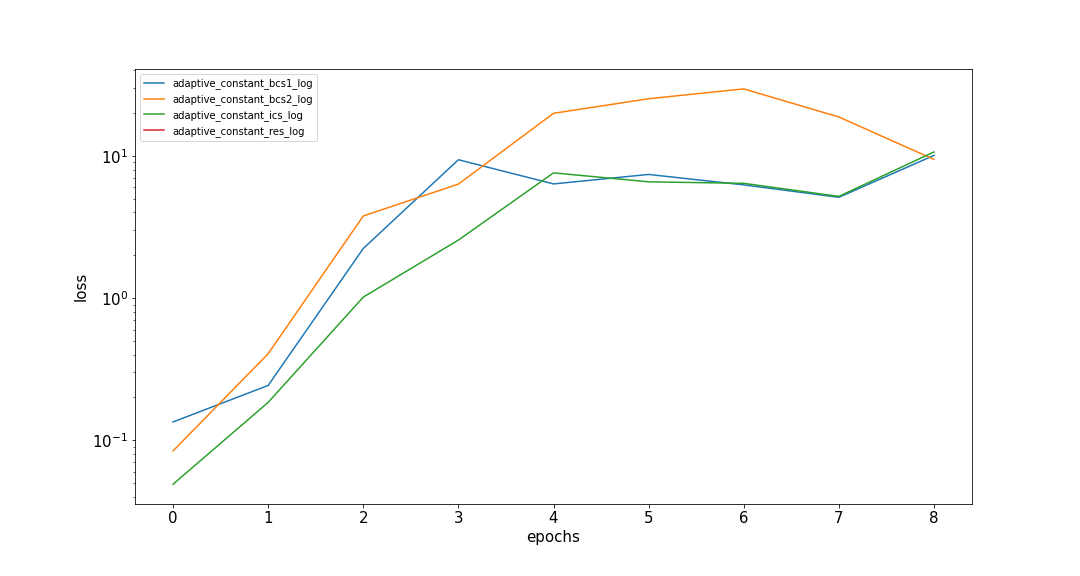 adaptive_constant_bcs1_log
adaptive_constant_bcs2_log
adaptive_constant_ics_log
adaptive_constant_res_log
10¹
10⁰
10⁻¹
loss
0 1 2 3 4 5 6 7 8
epochs